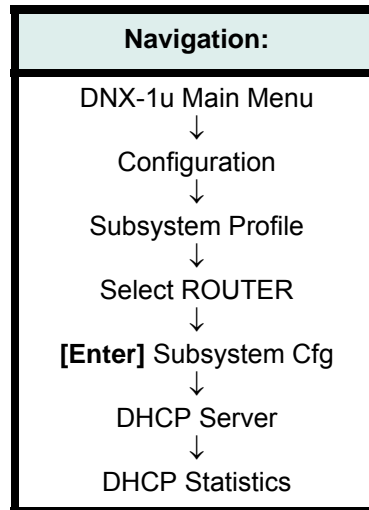 Navigation:
DNX-1u Main Menu
↓
Configuration
↓
Subsystem Profile
↓
Select ROUTER
↓
[Enter] Subsystem Cfg
↓
DHCP Server
↓
DHCP Statistics